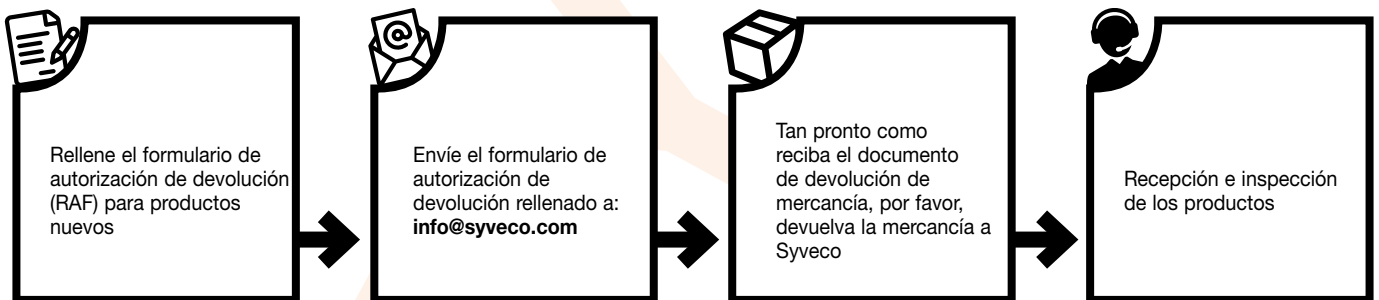 Rellene el formulario de
autorización de devolución
(RAF) para productos
nuevos
Envíe el formulario de
autorización de
devolución rellenado a:
info@syveco.com
Tan pronto como
reciba el documento
de devolución de
mercancía, por favor,
devuelva la mercancía a
Syveco
Recepción e inspección
de los productos